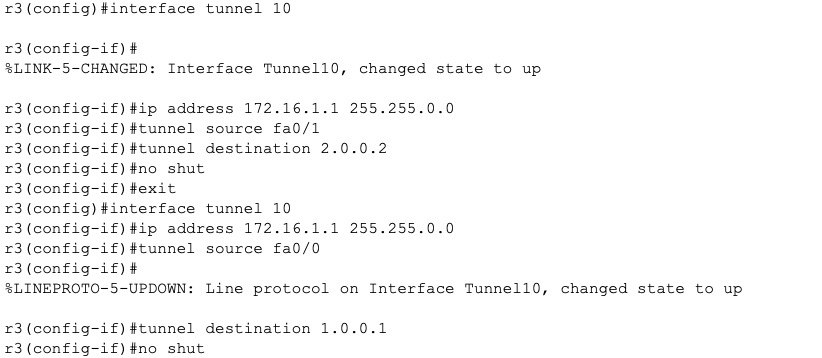 r3(config)#interface tunnel 10
r3(config-if)#
%LINK-5-CHANGED: Interface Tunnel10, changed state to up
r3(config-if)#ip address 172.16.1.1 255.255.0.0
r3(config-if)#tunnel source fa0/1
r3(config-if)#tunnel destination 2.0.0.2
r3(config-if)#no shut
r3(config-if)#exit
r3(config)#interface tunnel 10
r3(config-if)#ip address 172.16.1.1 255.255.0.0
r3(config-if)#tunnel source fa0/0
r3(config-if)#
%LINEPROTO-5-UPDOWN: Line protocol on Interface Tunnel10, changed state to up
r3(config-if)#tunnel destination 1.0.0.1
r3(config-if)#no shut